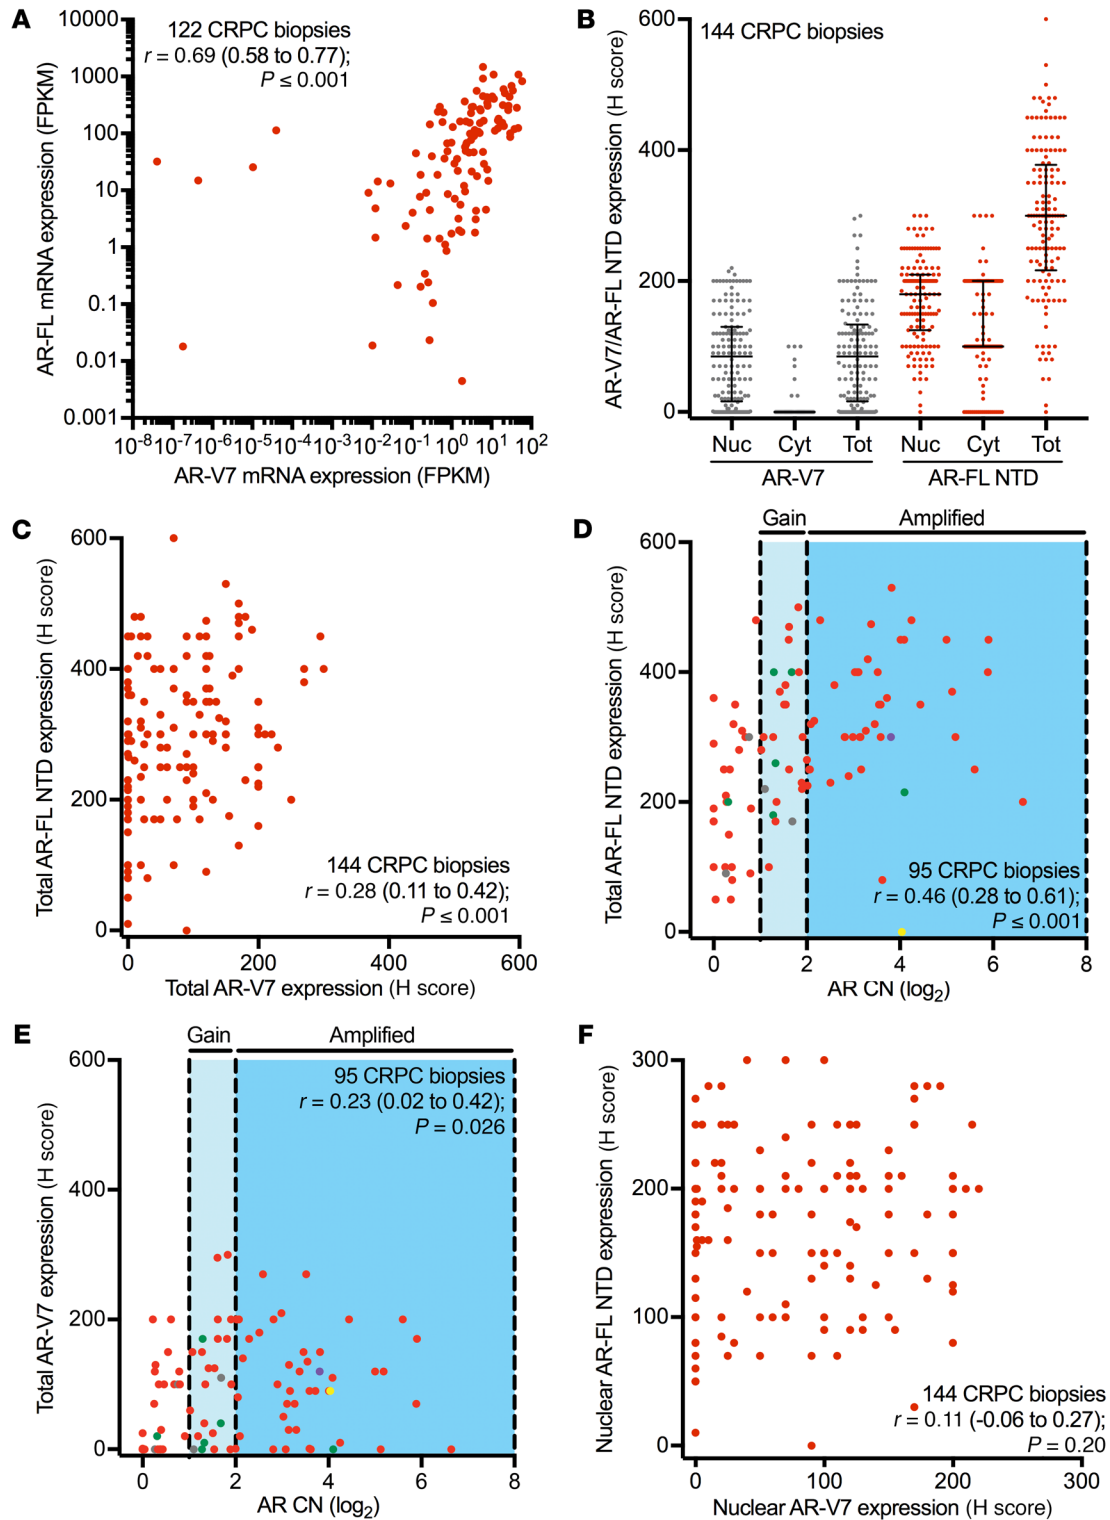 A
122 CRPC biopsies
r = 0.69 (0.58 to 0.77);
P ≤ 0.001
AR-FL mRNA expression (FPKM)
10000
1000
100
10
1
0.1
0.01
0.001
10⁻⁸ 10⁻⁷ 10⁻⁶ 10⁻⁵ 10⁻⁴ 10⁻³ 10⁻² 10⁻¹ 10⁰ 10¹ 10²
AR-V7 mRNA expression (FPKM)
B
144 CRPC biopsies
AR-V7/AR-FL NTD expression (H score)
600
400
200
0
Nuc Cyt Tot Nuc Cyt Tot
AR-V7 AR-FL NTD
C
Total AR-FL NTD expression (H score)
600
400
200
0
144 CRPC biopsies
r = 0.28 (0.11 to 0.42);
P ≤ 0.001
0 200 400 600
Total AR-V7 expression (H score)
D
Gain Amplified
Total AR-FL NTD expression (H score)
600
400
200
0
95 CRPC biopsies
r = 0.46 (0.28 to 0.61);
P ≤ 0.001
0 2 4 6 8
AR CN (log₂)
E
Gain Amplified
Total AR-V7 expression (H score)
600
400
200
0
95 CRPC biopsies
r = 0.23 (0.02 to 0.42);
P = 0.026
0 2 4 6 8
AR CN (log₂)
F
Nuclear AR-FL NTD expression (H score)
300
200
100
0
144 CRPC biopsies
r = 0.11 (-0.06 to 0.27);
P = 0.20
0 100 200 300
Nuclear AR-V7 expression (H score)